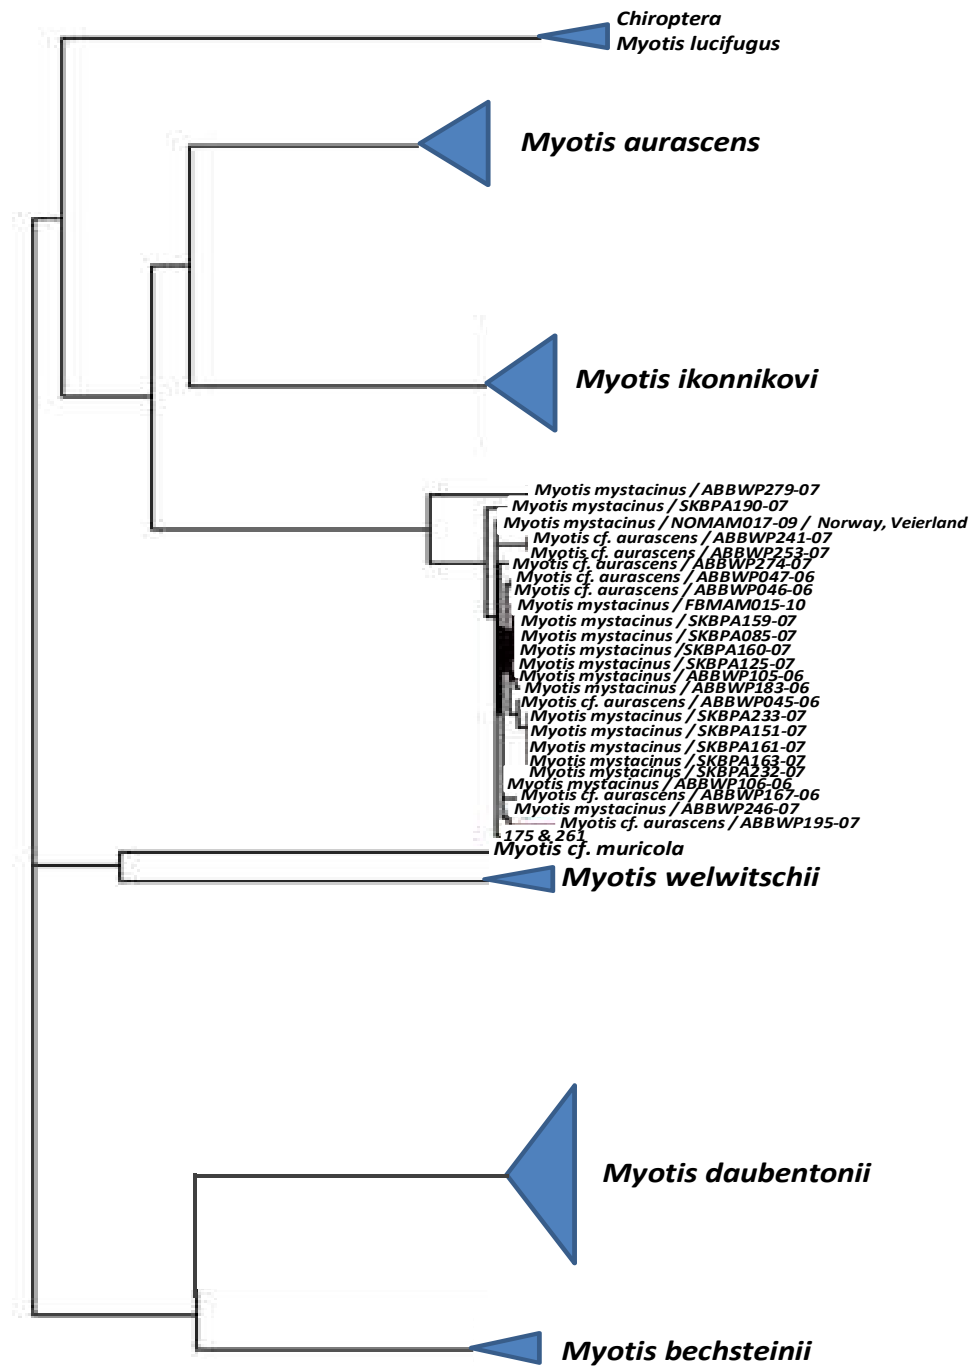 Chiroptera
Myotis lucifugus
Myotis aurascens
Myotis ikonnikovi
Myotis mystacinus / ABBWP279-07
Myotis mystacinus / SKBPA190-07
Myotis mystacinus / NOMAM017-09 / Norway, Veierland
Myotis cf. aurascens / ABBWP241-07
Myotis cf. aurascens / ABBWP253-07
Myotis cf. aurascens / ABBWP274-07
Myotis cf. aurascens / ABBWP047-06
Myotis cf. aurascens / ABBWP046-06
Myotis mystacinus / FBMAM015-10
Myotis mystacinus / SKBPA159-07
Myotis mystacinus / SKBPA085-07
Myotis mystacinus /SKBPA160-07
Myotis mystacinus / SKBPA125-07
Myotis mystacinus / ABBWP105-06
Myotis mystacinus / ABBWP183-06
Myotis cf. aurascens / ABBWP045-06
Myotis mystacinus / SKBPA233-07
Myotis mystacinus / SKBPA151-07
Myotis mystacinus / SKBPA161-07
Myotis mystacinus / SKBPA163-07
Myotis mystacinus / SKBPA232-07
Myotis mystacinus / ABBWP106-06
Myotis cf. aurascens / ABBWP167-06
Myotis mystacinus / ABBWP246-07
Myotis cf. aurascens / ABBWP195-07
175 & 261
Myotis cf. muricola
Myotis welwitschii
Myotis daubentonii
Myotis bechsteinii